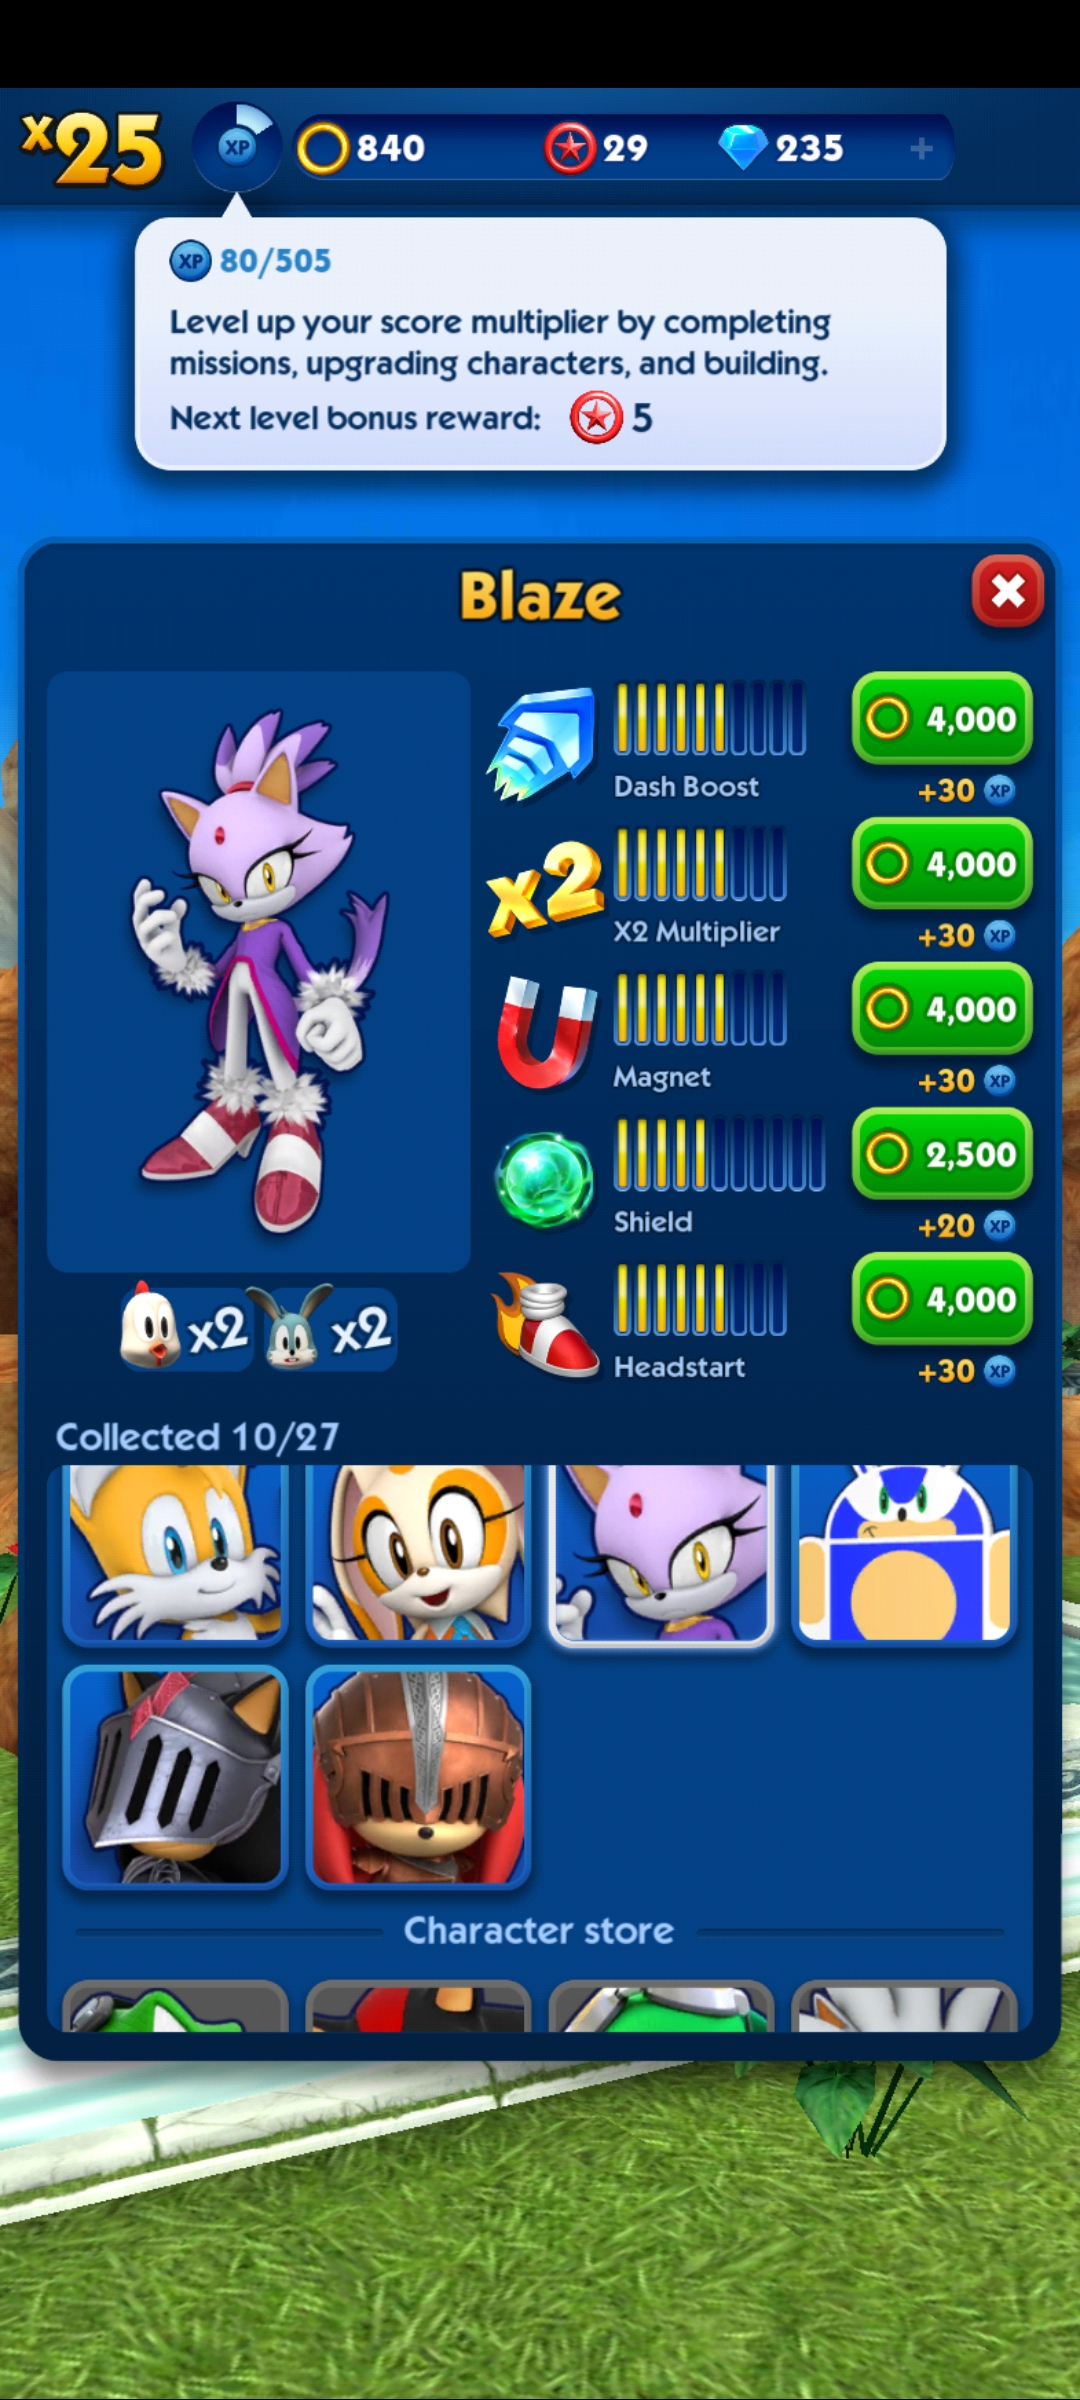 x25
XP
840
29
235
+
XP 80/505
Level up your score multiplier by completing
missions, upgrading characters, and building.
Next level bonus reward: 5
Blaze
4,000
Dash Boost
+30 XP
x2
4,000
X2 Multiplier
+30 XP
4,000
Magnet
+30 XP
2,500
Shield
+20 XP
4,000
Headstart
+30 XP
x2
x2
Collected 10/27
Character store